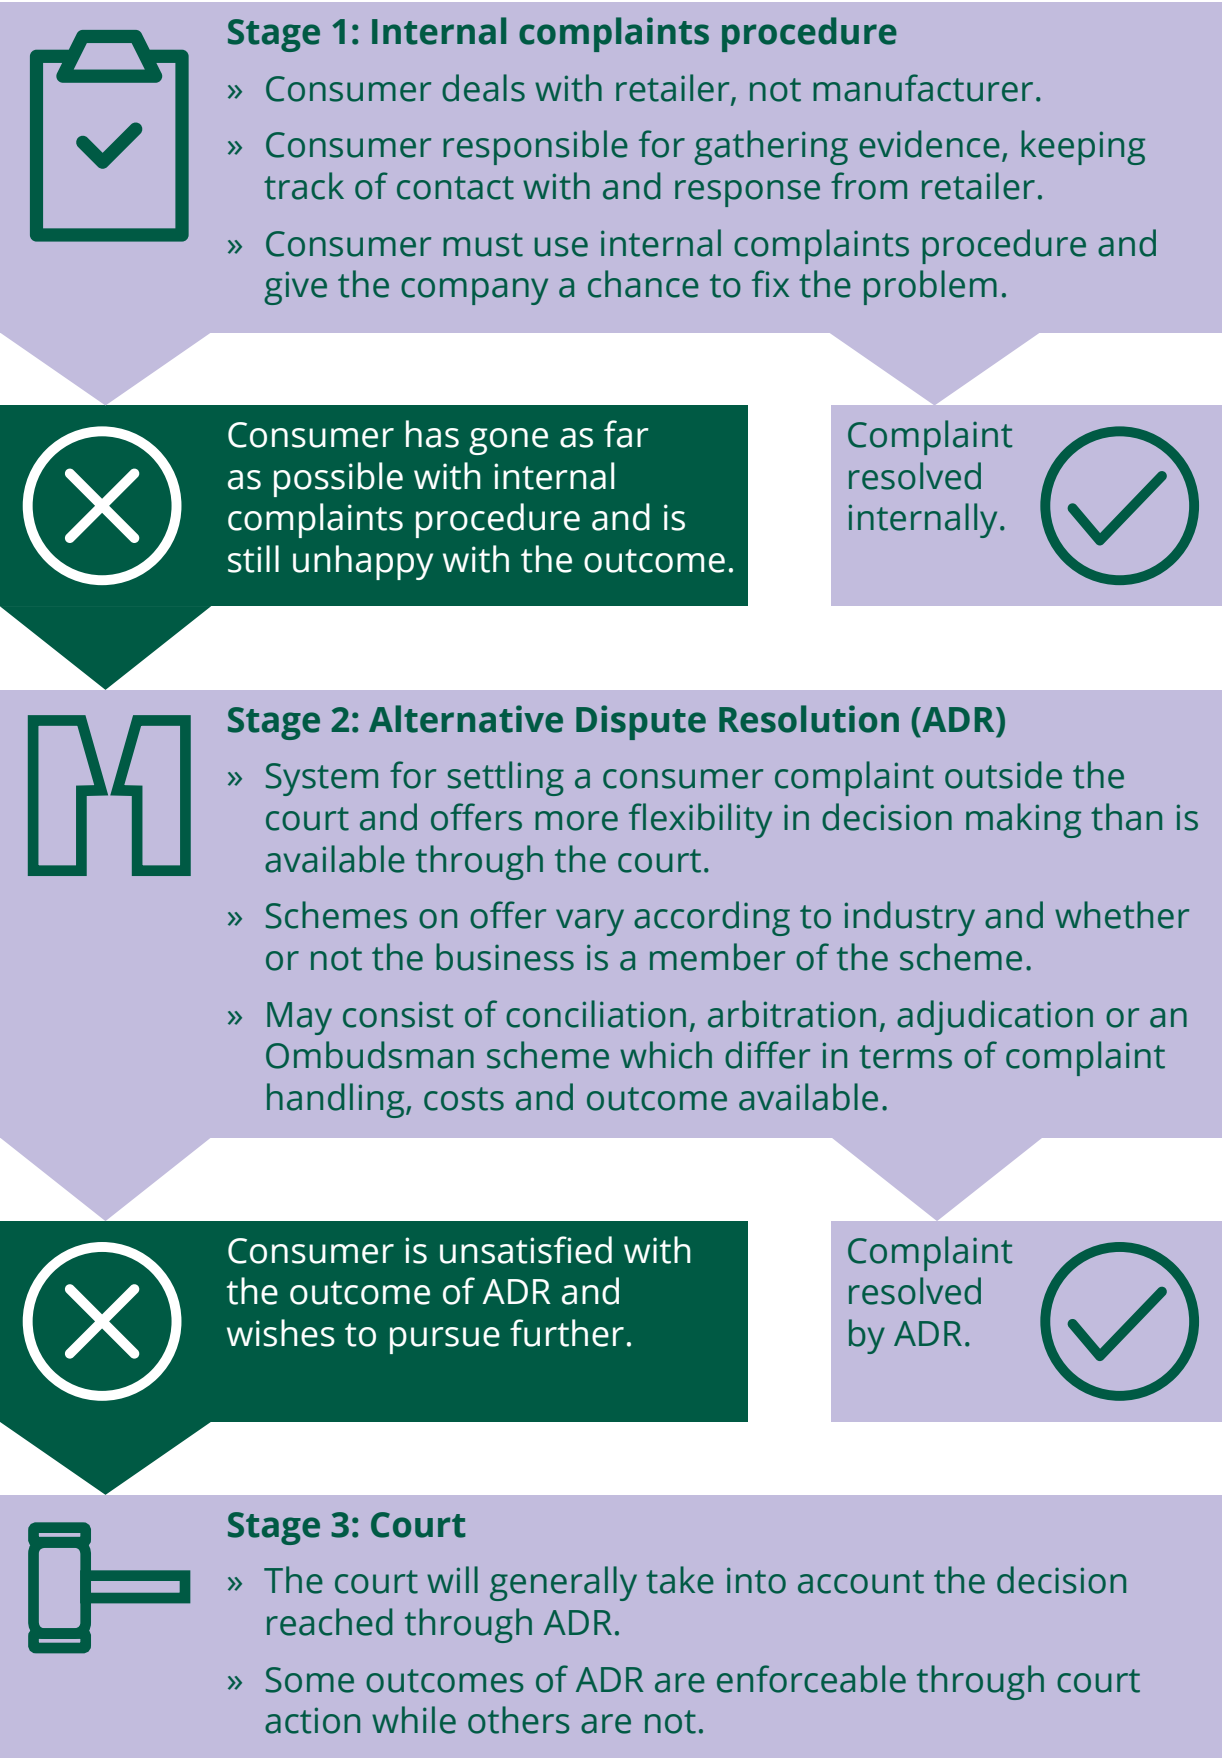 Stage 1: Internal complaints procedure
» Consumer deals with retailer, not manufacturer.
» Consumer responsible for gathering evidence, keeping
track of contact with and response from retailer.
» Consumer must use internal complaints procedure and
give the company a chance to fix the problem.
Consumer has gone as far
as possible with internal
complaints procedure and is
still unhappy with the outcome.
Complaint
resolved
internally.
Stage 2: Alternative Dispute Resolution (ADR)
» System for settling a consumer complaint outside the
court and offers more flexibility in decision making than is
available through the court.
» Schemes on offer vary according to industry and whether
or not the business is a member of the scheme.
» May consist of conciliation, arbitration, adjudication or an
Ombudsman scheme which differ in terms of complaint
handling, costs and outcome available.
Consumer is unsatisfied with
the outcome of ADR and
wishes to pursue further.
Complaint
resolved
by ADR.
Stage 3: Court
» The court will generally take into account the decision
reached through ADR.
» Some outcomes of ADR are enforceable through court
action while others are not.